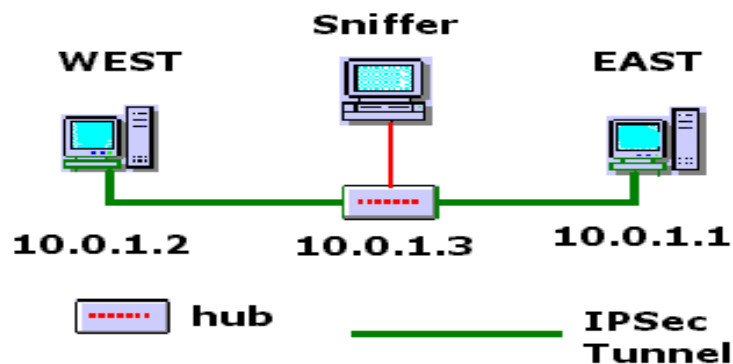 Sniffer
WEST
EAST
10.0.1.2
10.0.1.3
10.0.1.1
hub
IPSec
Tunnel